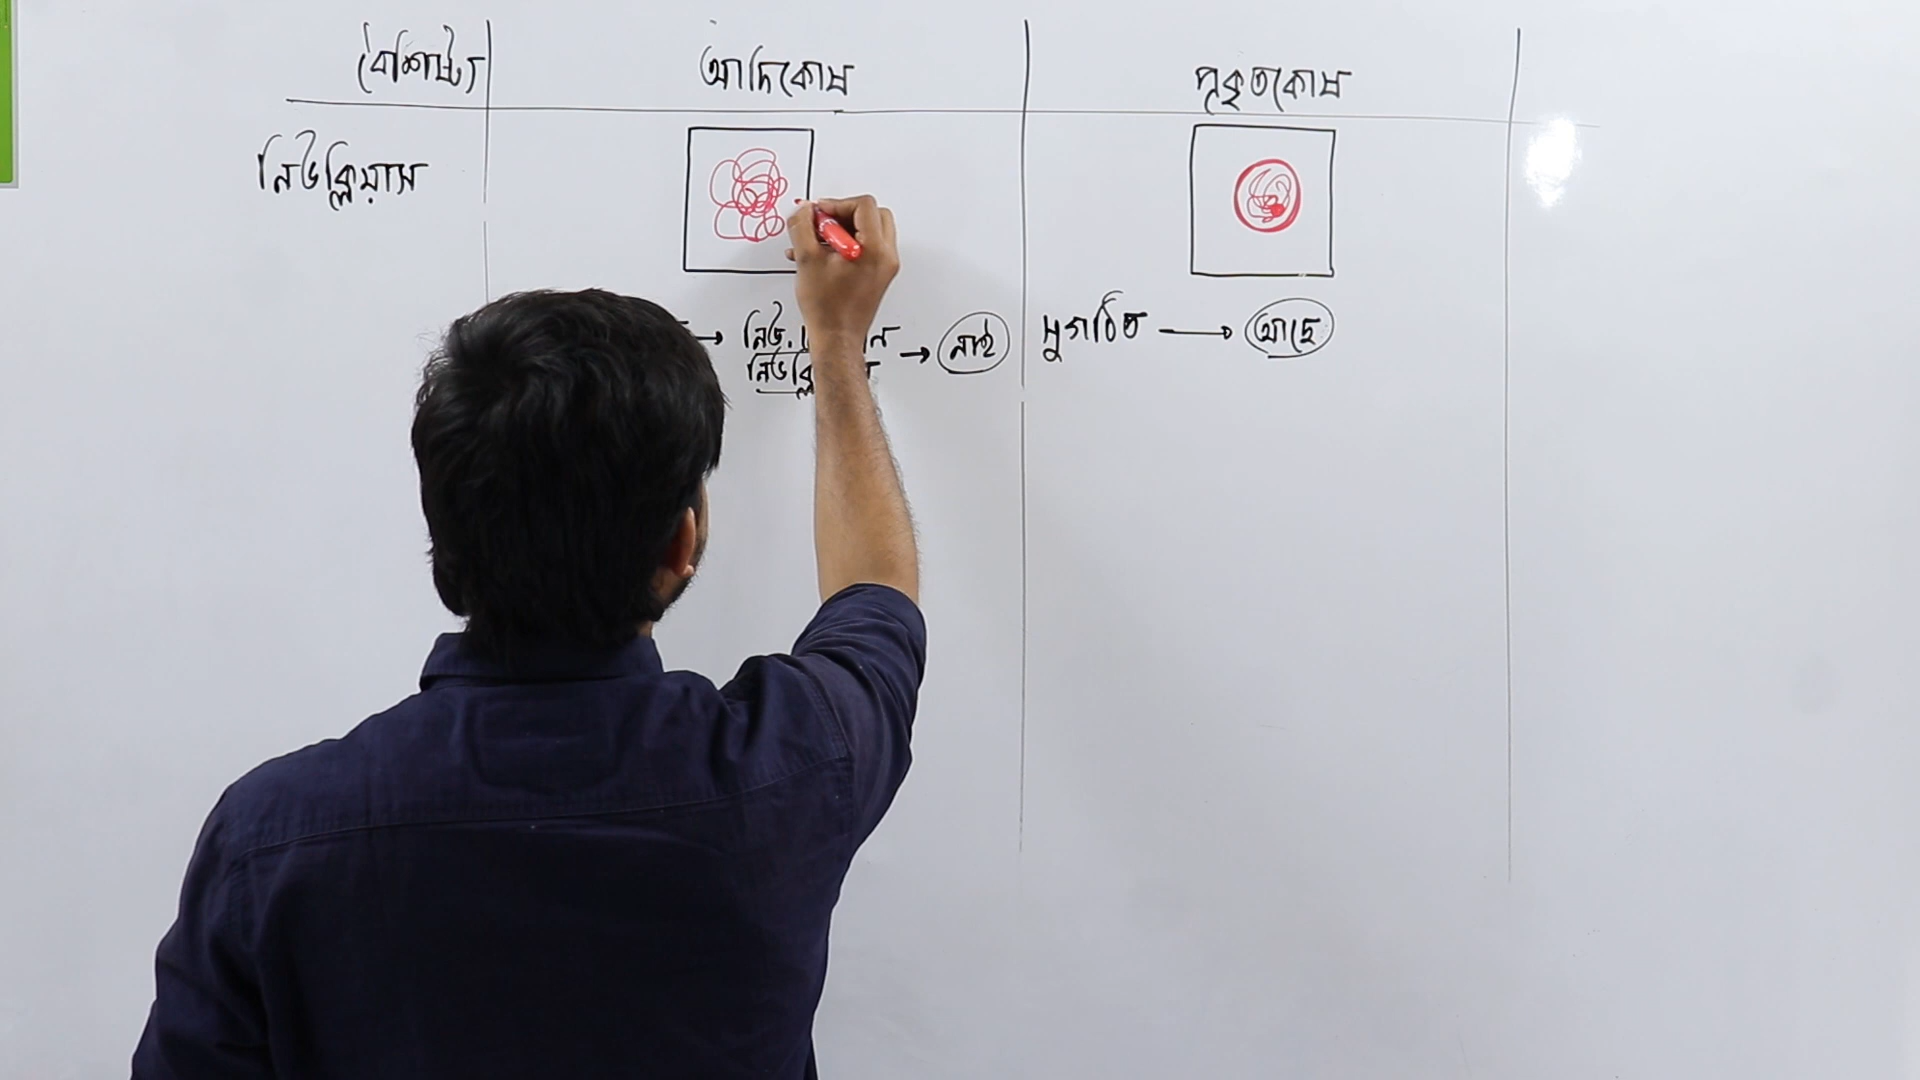 বৈশিষ্ট্য আদিকোষ প্রকৃতকোষ
নিউক্লিয়াস
→ নিউ. → নাই
সুগঠিত → আছে